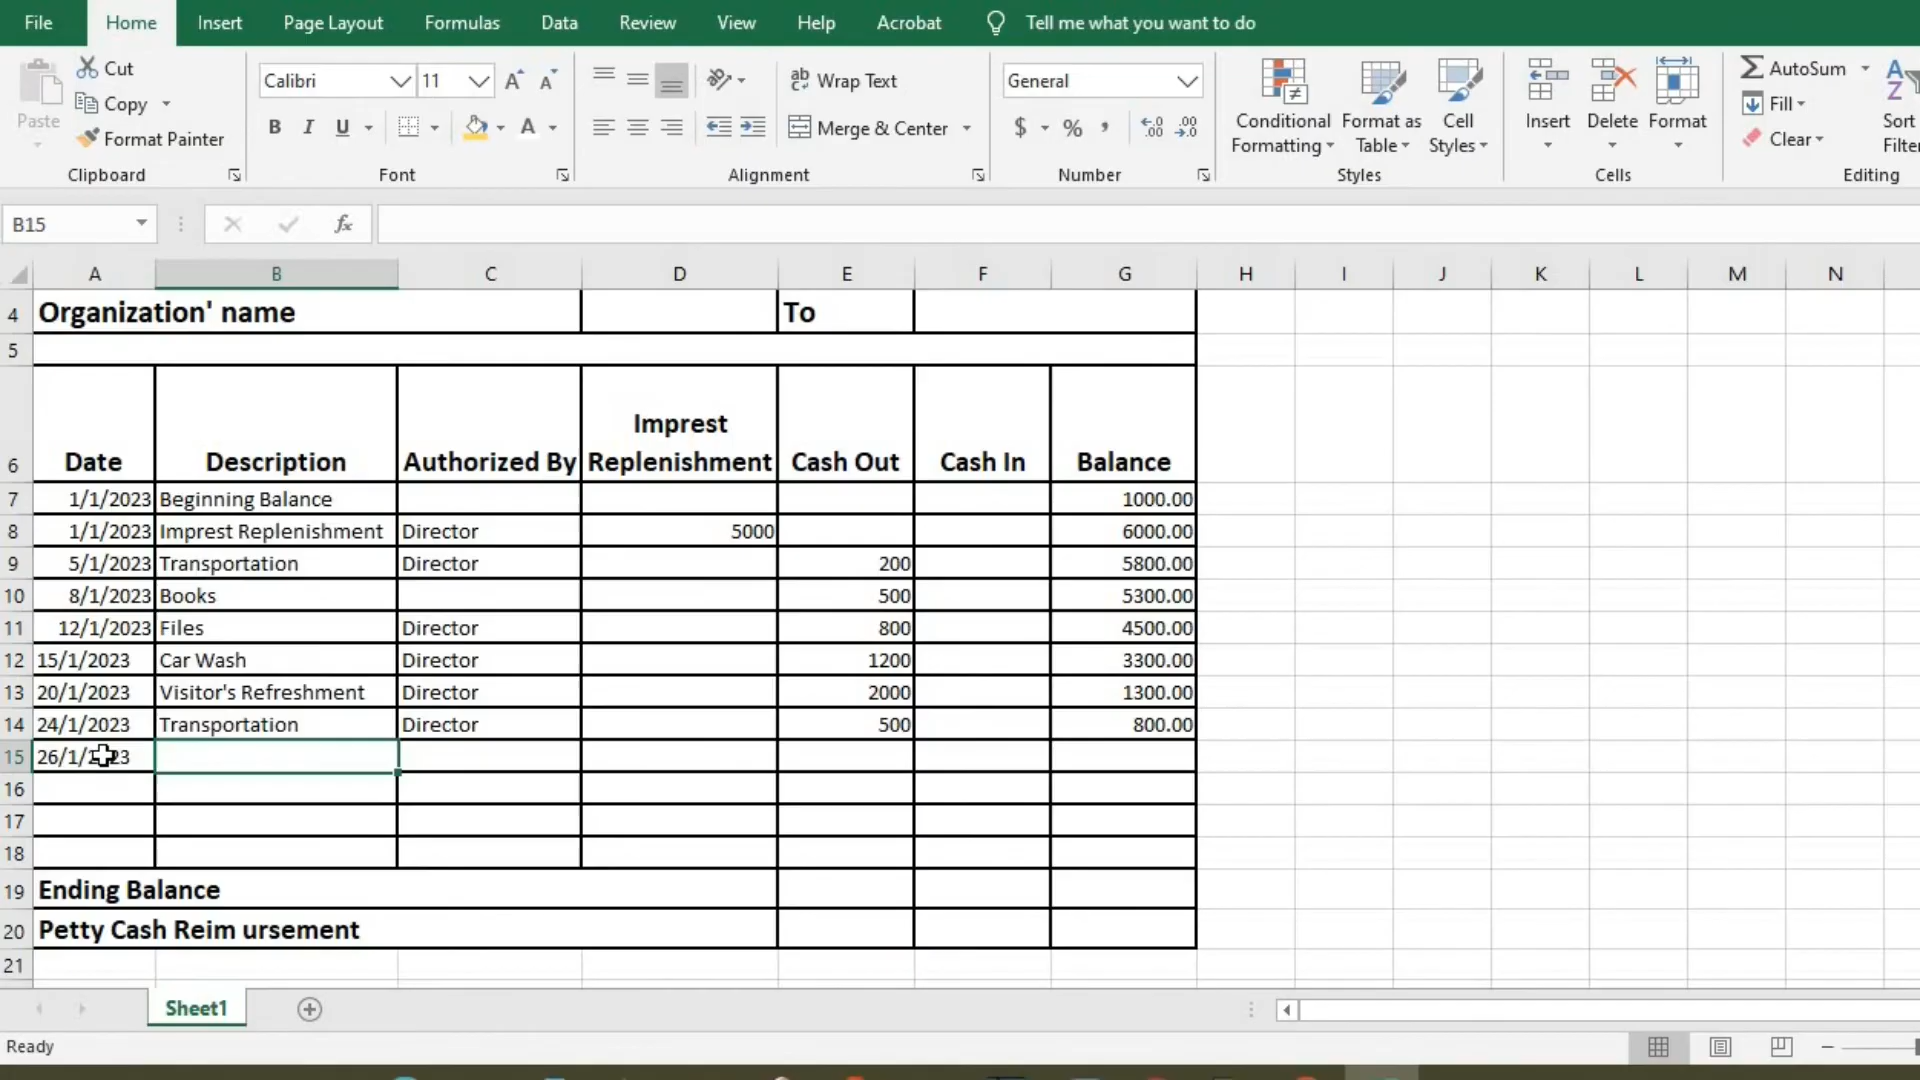 File Home Insert Page Layout Formulas Data Review View Help Acrobat Tell me what you want to do
Paste
Cut
Copy
Format Painter
Clipboard
Calibri 11
B I U
Font
ab Wrap Text
Merge & Center
Alignment
General
$ % ,
Number
Conditional Formatting
Format as Table
Cell Styles
Styles
Insert Delete Format
Cells
AutoSum
Fill
Clear
Sort
Filter
Editing
B15 fx
A B C D E F G H I J K L M N
4 Organization' name To
5
6 Date Description Authorized By Imprest Replenishment Cash Out Cash In Balance
7 1/1/2023 Beginning Balance 1000.00
8 1/1/2023 Imprest Replenishment Director 5000 6000.00
9 5/1/2023 Transportation Director 200 5800.00
10 8/1/2023 Books 500 5300.00
11 12/1/2023 Files Director 800 4500.00
12 15/1/2023 Car Wash Director 1200 3300.00
13 20/1/2023 Visitor's Refreshment Director 2000 1300.00
14 24/1/2023 Transportation Director 500 800.00
15 26/1/2023
16
17
18
19 Ending Balance
20 Petty Cash Reim ursement
21
Sheet1
Ready